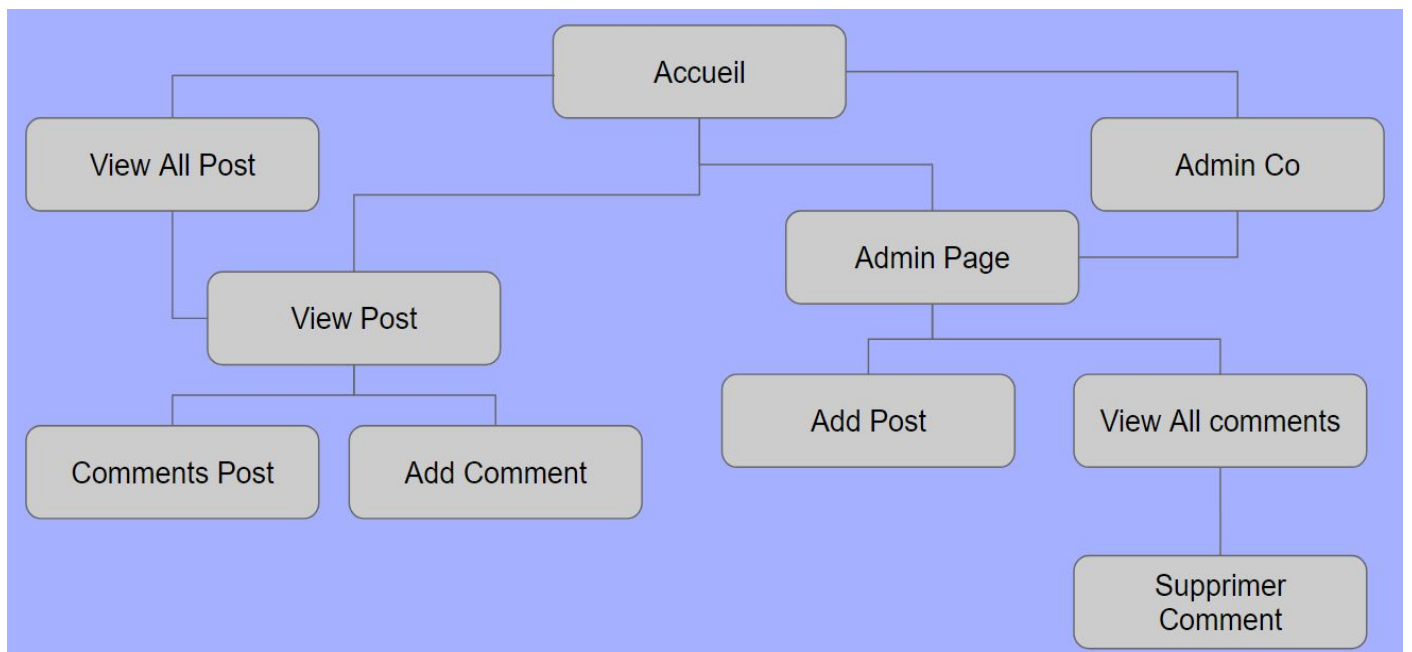 Accueil
View All Post
Admin Co
Admin Page
View Post
Add Post
View All comments
Comments Post
Add Comment
Supprimer
Comment